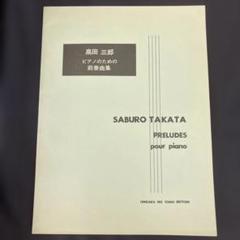 高田 三郎
ピアノのための
前奏曲集
SABURO TAKATA
PRELUDES
pour piano